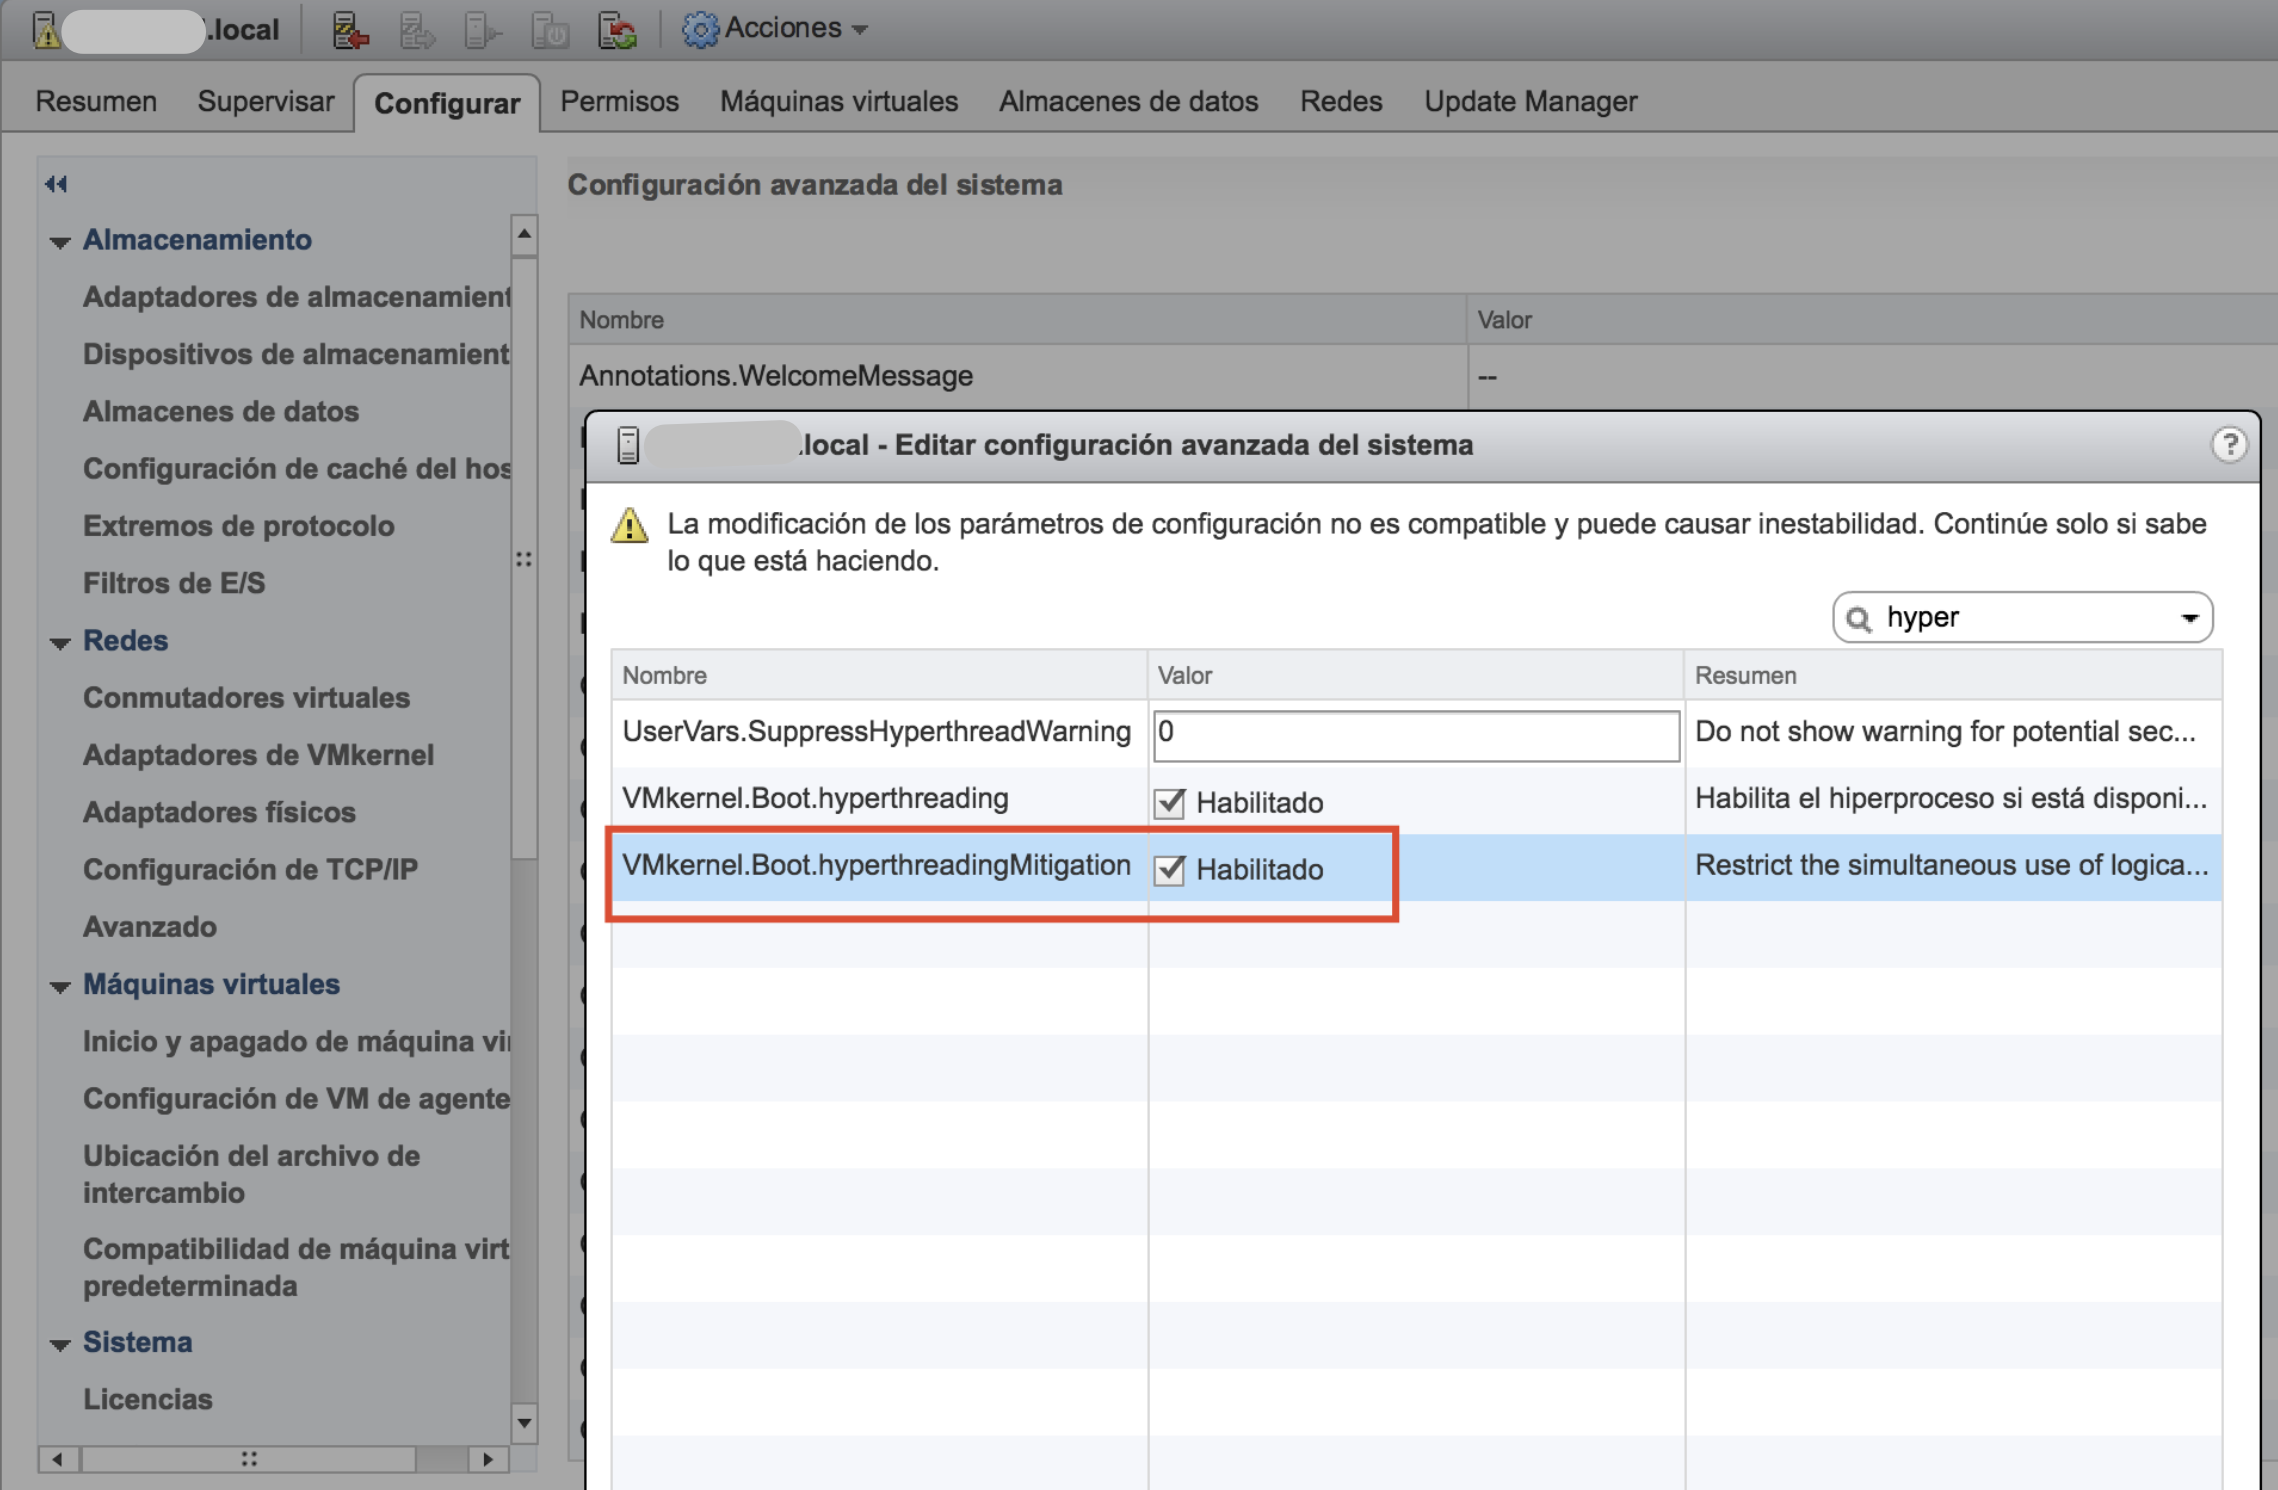 .local
Acciones
Resumen
Supervisar
Configurar
Permisos
Máquinas virtuales
Almacenes de datos
Redes
Update Manager
Almacenamiento
Adaptadores de almacenamient
Dispositivos de almacenamient
Almacenes de datos
Configuración de caché del hos
Extremos de protocolo
Filtros de E/S
Redes
Conmutadores virtuales
Adaptadores de VMkernel
Adaptadores físicos
Configuración de TCP/IP
Avanzado
Máquinas virtuales
Inicio y apagado de máquina vi
Configuración de VM de agente
Ubicación del archivo de
intercambio
Compatibilidad de máquina virt
predeterminada
Sistema
Licencias
Configuración avanzada del sistema
Nombre
Valor
Annotations.WelcomeMessage
--
.local - Editar configuración avanzada del sistema
?
La modificación de los parámetros de configuración no es compatible y puede causar inestabilidad. Continúe solo si sabe
lo que está haciendo.
hyper
Nombre
Valor
Resumen
UserVars.SuppressHyperthreadWarning
0
Do not show warning for potential sec...
VMkernel.Boot.hyperthreading
Habilitado
Habilita el hiperproceso si está disponi...
VMkernel.Boot.hyperthreadingMitigation
Habilitado
Restrict the simultaneous use of logica...